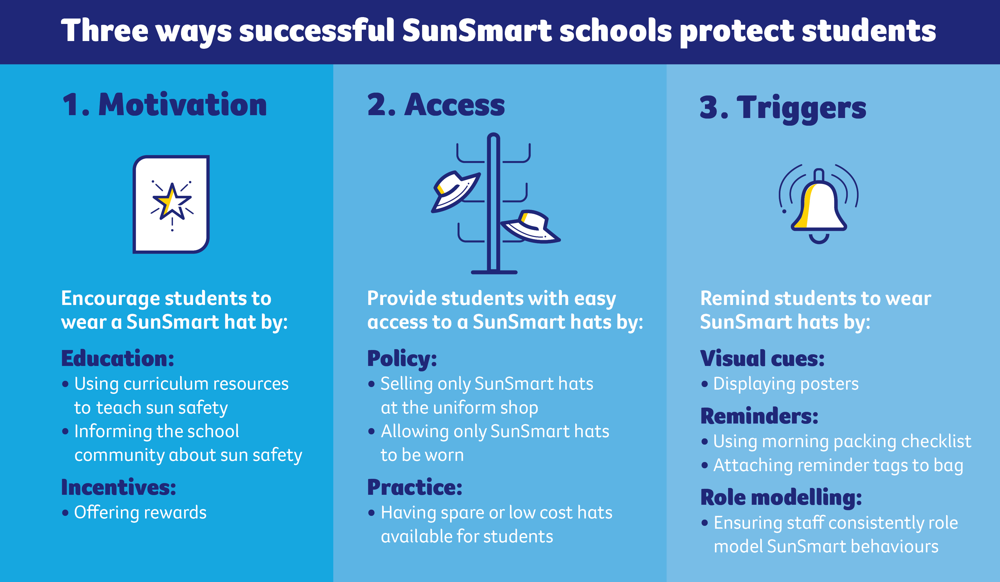 Three ways successful SunSmart schools protect students
1. Motivation
Encourage students to
wear a SunSmart hat by:
Education:
• Using curriculum resources
to teach sun safety
• Informing the school
community about sun safety
Incentives:
• Offering rewards
2. Access
Provide students with easy
access to a SunSmart hats by:
Policy:
• Selling only SunSmart hats
at the uniform shop
• Allowing only SunSmart hats
to be worn
Practice:
• Having spare or low cost hats
available for students
3. Triggers
Remind students to wear
SunSmart hats by:
Visual cues:
• Displaying posters
Reminders:
• Using morning packing checklist
• Attaching reminder tags to bag
Role modelling:
• Ensuring staff consistently role
model SunSmart behaviours